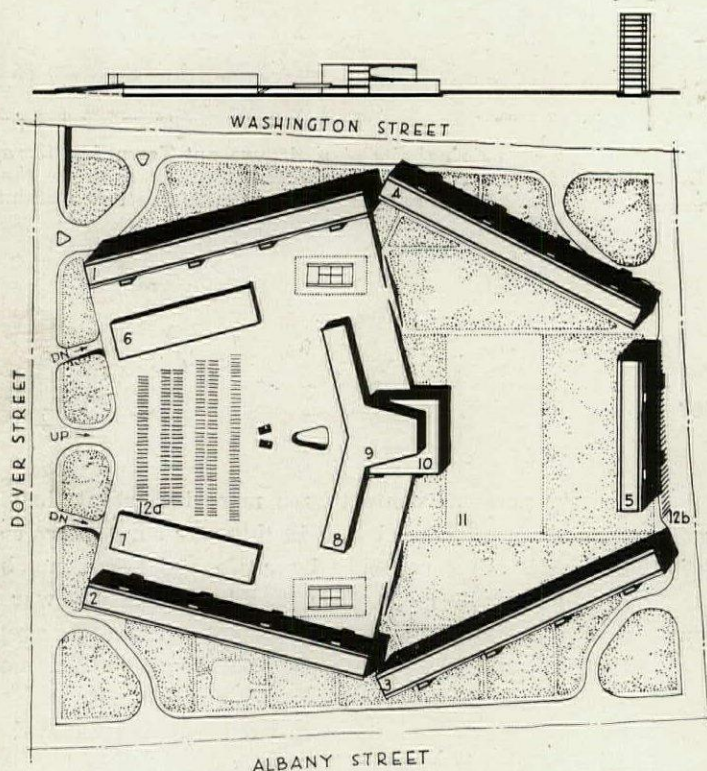 WASHINGTON STREET
4
1
6
DN
DOVER STREET
UP
9
10
5
12a
11
12b
DN
7
8
2
3
ALBANY STREET